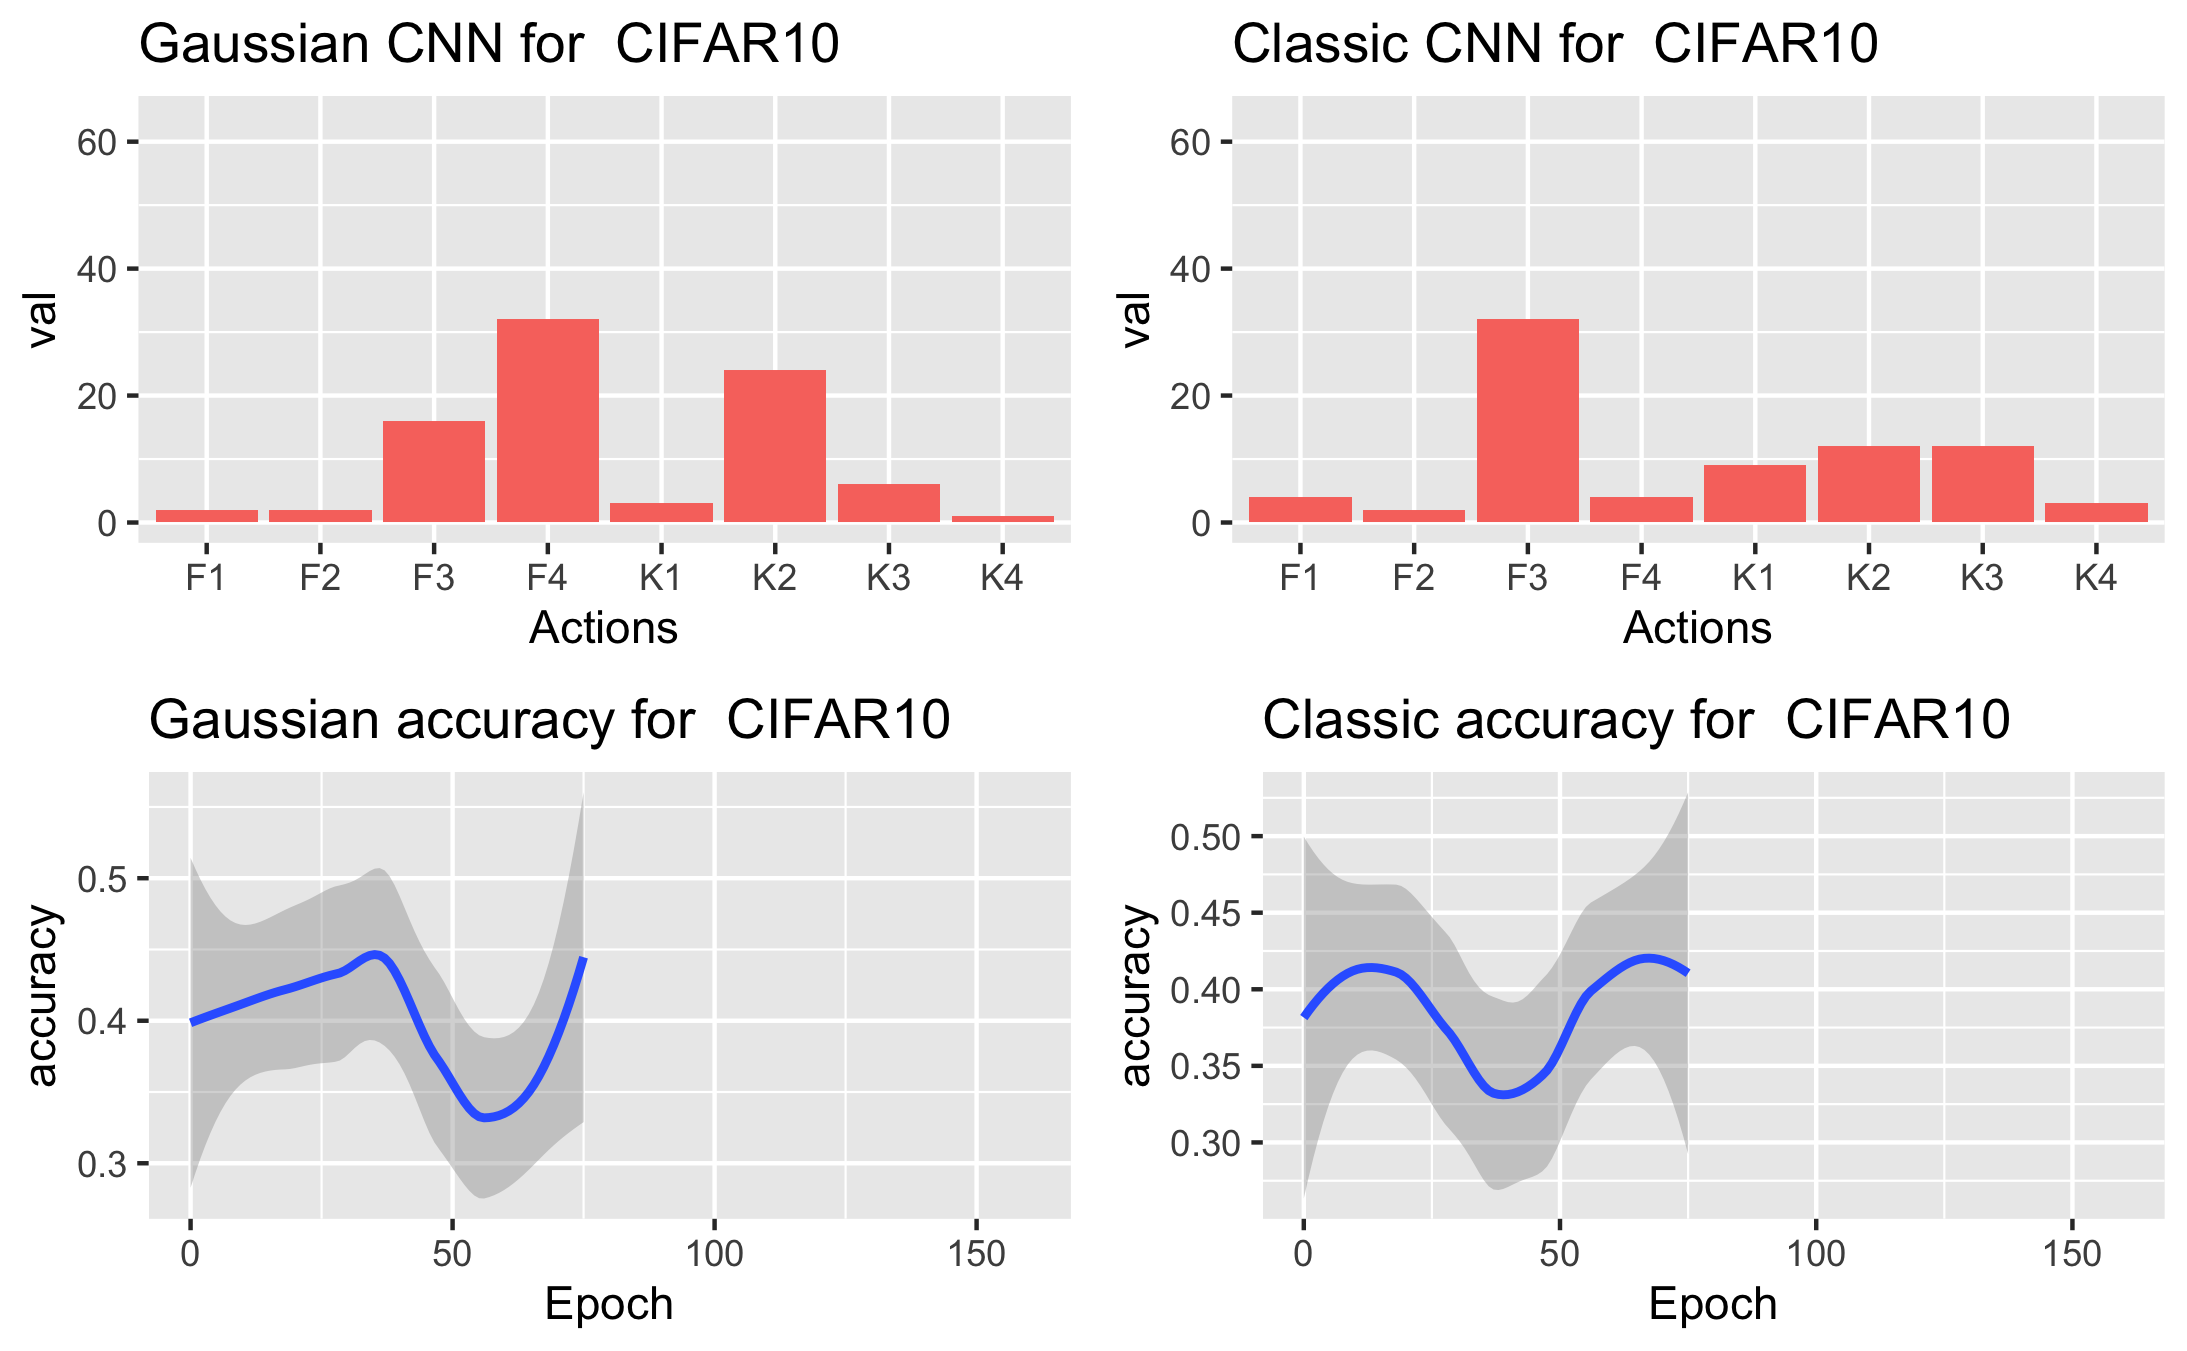 Gaussian CNN for  CIFAR10
60
40
20
0
val
F1 F2 F3 F4 K1 K2 K3 K4
Actions
Classic CNN for  CIFAR10
60
40
20
0
val
F1 F2 F3 F4 K1 K2 K3 K4
Actions
Gaussian accuracy for  CIFAR10
0.5
0.4
0.3
accuracy
0 50 100 150
Epoch
Classic accuracy for  CIFAR10
0.50
0.45
0.40
0.35
0.30
accuracy
0 50 100 150
Epoch